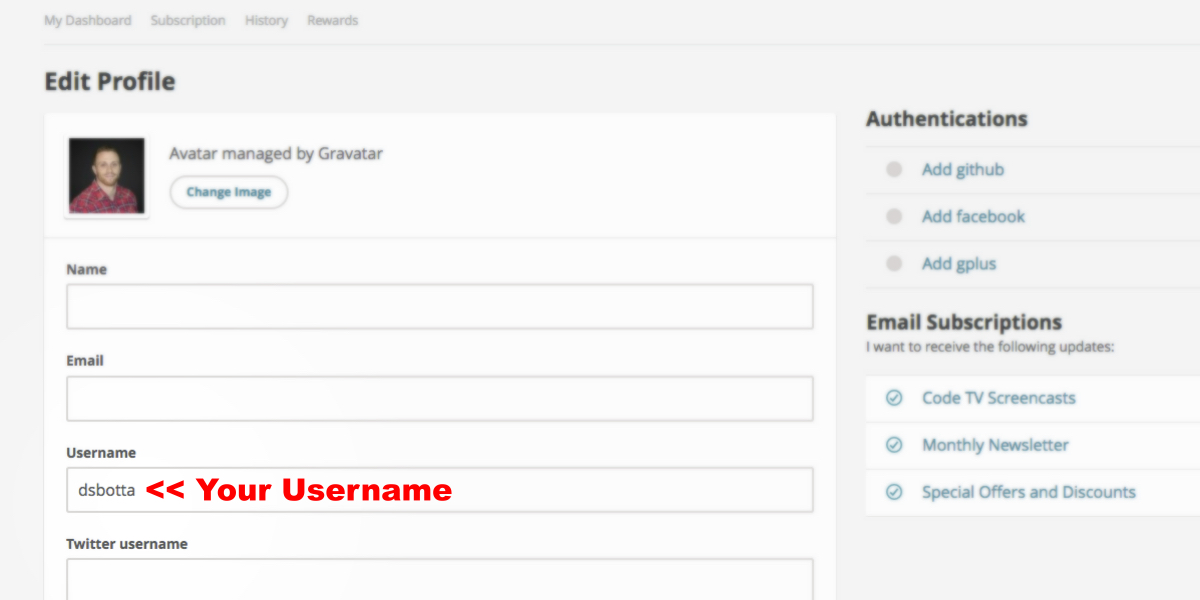 My Dashboard Subscription History Rewards
Edit Profile
Avatar managed by Gravatar
Change Image
Name
Email
Username
dsbotta << Your Username
Twitter username
Authentications
Add github
Add facebook
Add gplus
Email Subscriptions
I want to receive the following updates:
Code TV Screencasts
Monthly Newsletter
Special Offers and Discounts